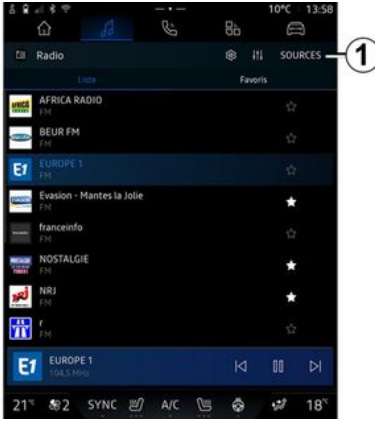 10°C 13:58
Radio SOURCES 1
Liste Favoris
AFRICA RADIO
FM
BEUR FM
FM
E1 EUROPE 1
FM
Evasion - Mantes la Jolie
FM
franceinfo
FM
NOSTALGIE
FM
NRJ
FM
r
FM
E1 EUROPE 1
104,5 MHz
21° 2 SYNC A/C 18°